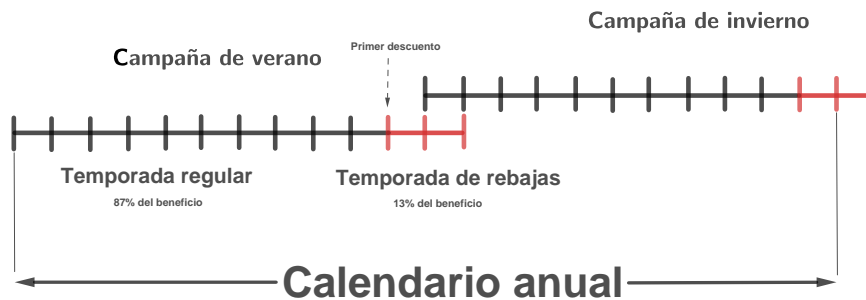 Campaña de invierno
Primer descuento
Campaña de verano
Temporada regular
87% del beneficio
Temporada de rebajas
13% del beneficio
Calendario anual